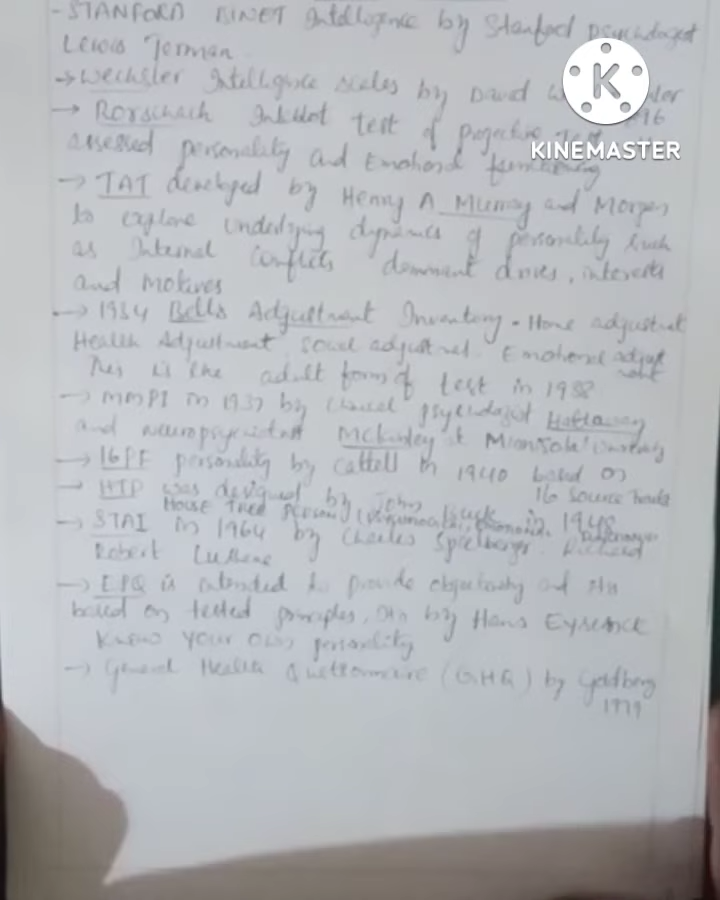 - STANFORD BINET Intelligence by Stanford psychologist
Lewis Terman
→ Wechsler Intelligence scales by David
→ Rorschach Inkblot test of projective test
assessed personality and Emotional functioning
→ TAT developed by Henry A Murray and Morgan
to explore underlying dynamics of personality such
as Internal conflicts dominant drives, interests
and motives
→ 1934 Bells Adjustment Inventory - Home adjustment
Health Adjustment social adjustment Emotional adjustment
This is the adult form of test in 1938
→ MMPI in 1937 by clinical psychologist Hathaway
and neuropsychiatrist McKinley at University
→ 16PF personality by Cattell in 1940 based on
16 source traits
→ HTP was designed by John Buck in 1948
House Tree Person
→ STAI in 1964 by Charles Spielberger Richard
Robert Lushene
→ EPQ is intended to provide objectivity and
based on tested principles, by Hans Eysenck
Know Your Own personality
→ General Health Questionnaire (GHQ) by Goldberg
1979
K
KINEMASTER